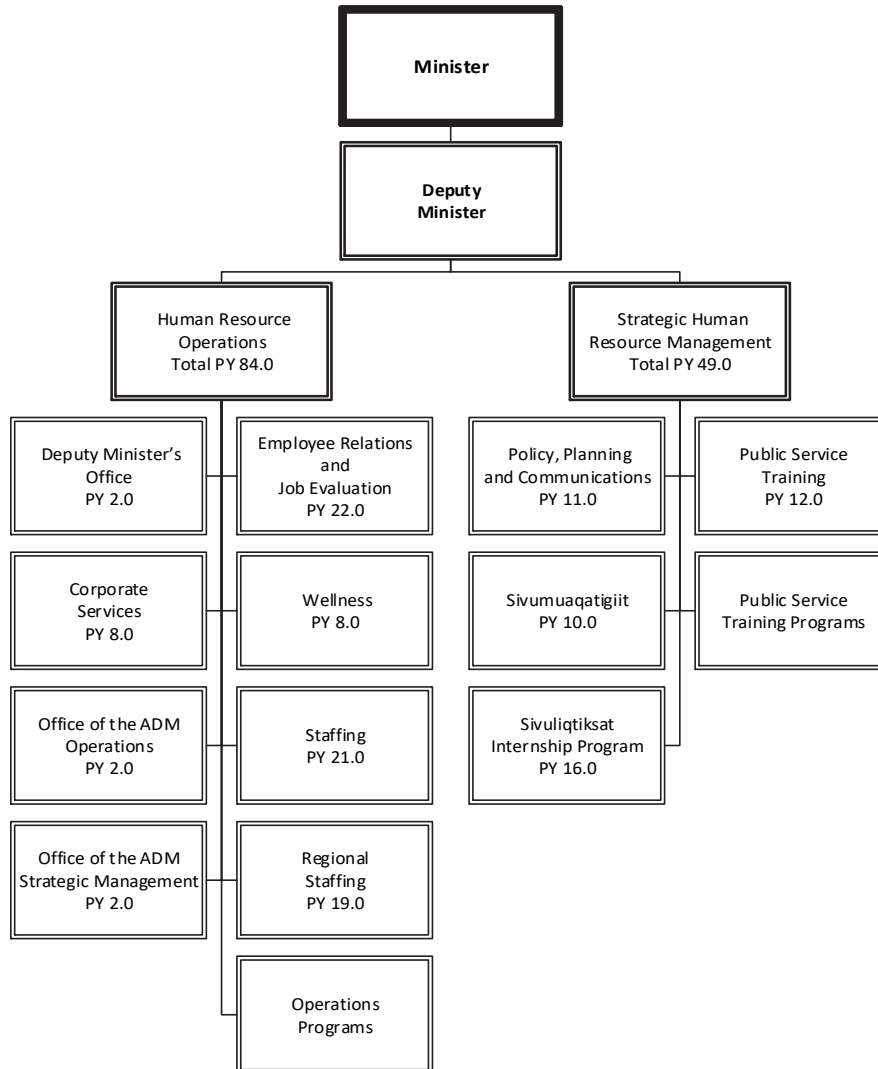 Minister
Deputy
Minister
Human Resource
Operations
Total PY 84.0
Strategic Human
Resource Management
Total PY 49.0
Deputy Minister’s
Office
PY 2.0
Employee Relations
and
Job Evaluation
PY 22.0
Policy, Planning
and Communications
PY 11.0
Public Service
Training
PY 12.0
Corporate
Services
PY 8.0
Wellness
PY 8.0
Sivumuaqatigiit
PY 10.0
Public Service
Training Programs
Office of the ADM
Operations
PY 2.0
Staffing
PY 21.0
Sivuliqtiksat
Internship Program
PY 16.0
Office of the ADM
Strategic Management
PY 2.0
Regional
Staffing
PY 19.0
Operations
Programs